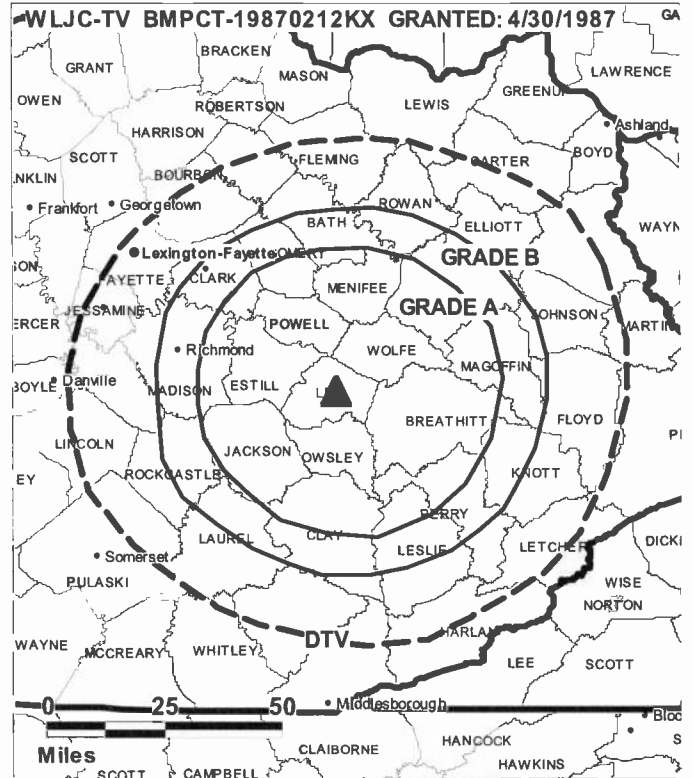 WLJC-TV BMPCT-19870212KX GRANTED: 4/30/1987
BRACKEN
GRANT
MASON
LAWRENCE
GREENUP
OWEN
ROBERTSON
LEWIS
HARRISON
Ashland
SCOTT
FLEMING
CARTER
BOYD
BOURBON
Frankfort
Georgetown
ROWAN
BATH
ELLIOTT
Lexington-Fayette
GRADE B
CLARK
FAYETTE
MENIFEE
GRADE A
JESSAMINE
JOHNSON
POWELL
Richmond
WOLFE
MAGOFFIN
BOYLE
Danville
MADISON
ESTILL
BREATHITT
FLOYD
LINCOLN
JACKSON
OWSLEY
ROCKCASTLE
KNOTT
PERRY
LAUREL
CLAY
LESLIE
LETCHER
Somerset
PULASKI
WISE
NORTON
DTV
HARLAN
WAYNE
MCCREARY
WHITLEY
LEE
SCOTT
0 25 50
Middlesborough
Miles
CLAIBORNE
HANCOCK
HAWKINS
SCOTT
CAMPBELL